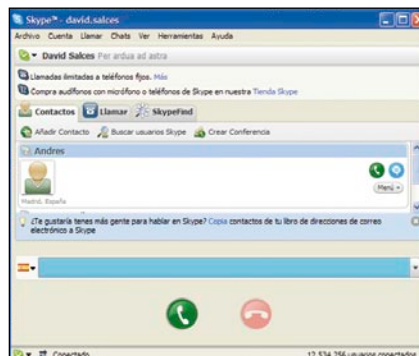 Skype™ - david.salces
Archivo Cuenta Llamar Chats Ver Herramientas Ayuda
David Salces Per ardua ad astra
Llamadas ilimitadas a teléfonos fijos. Más
Compra audífonos con micrófono o teléfonos de Skype en nuestra Tienda Skype
Contactos Llamar SkypeFind
Añadir Contacto Buscar usuarios Skype Crear Conferencia
Andres
Menú
Madrid, España
¿Te gustaría tenes más gente para hablar en Skype? Copia contactos de tu libro de direcciones de correo
electrónico a Skype
Conectado 12.534.256 usuarios conectados